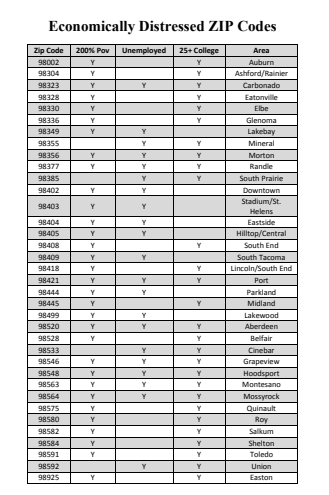 Economically Distressed ZIP Codes
Zip Code 200% Pov Unemployed 25+ College Area
98002 Y Y Auburn
98304 Y Y Ashford/Rainier
98323 Y Y Y Carbonado
98328 Y Y Eatonville
98330 Y Y Elbe
98336 Y Y Glenoma
98349 Y Y Lakebay
98355 Y Y Mineral
98356 Y Y Y Morton
98377 Y Y Y Randle
98385 Y Y South Prairie
98402 Y Y Downtown
98403 Y Y Stadium/St.
Helens
98404 Y Y Eastside
98405 Y Y Hilltop/Central
98408 Y Y South End
98409 Y Y South Tacoma
98418 Y Y Lincoln/South End
98421 Y Y Y Port
98444 Y Y Parkland
98445 Y Y Midland
98499 Y Y Lakewood
98520 Y Y Y Aberdeen
98528 Y Y Belfair
98533 Y Y Cinebar
98546 Y Y Y Grapeview
98548 Y Y Y Hoodsport
98563 Y Y Y Montesano
98564 Y Y Y Mossyrock
98575 Y Y Quinault
98580 Y Y Roy
98582 Y Y Salkum
98584 Y Y Shelton
98591 Y Y Toledo
98592 Y Y Union
98925 Y Y Easton